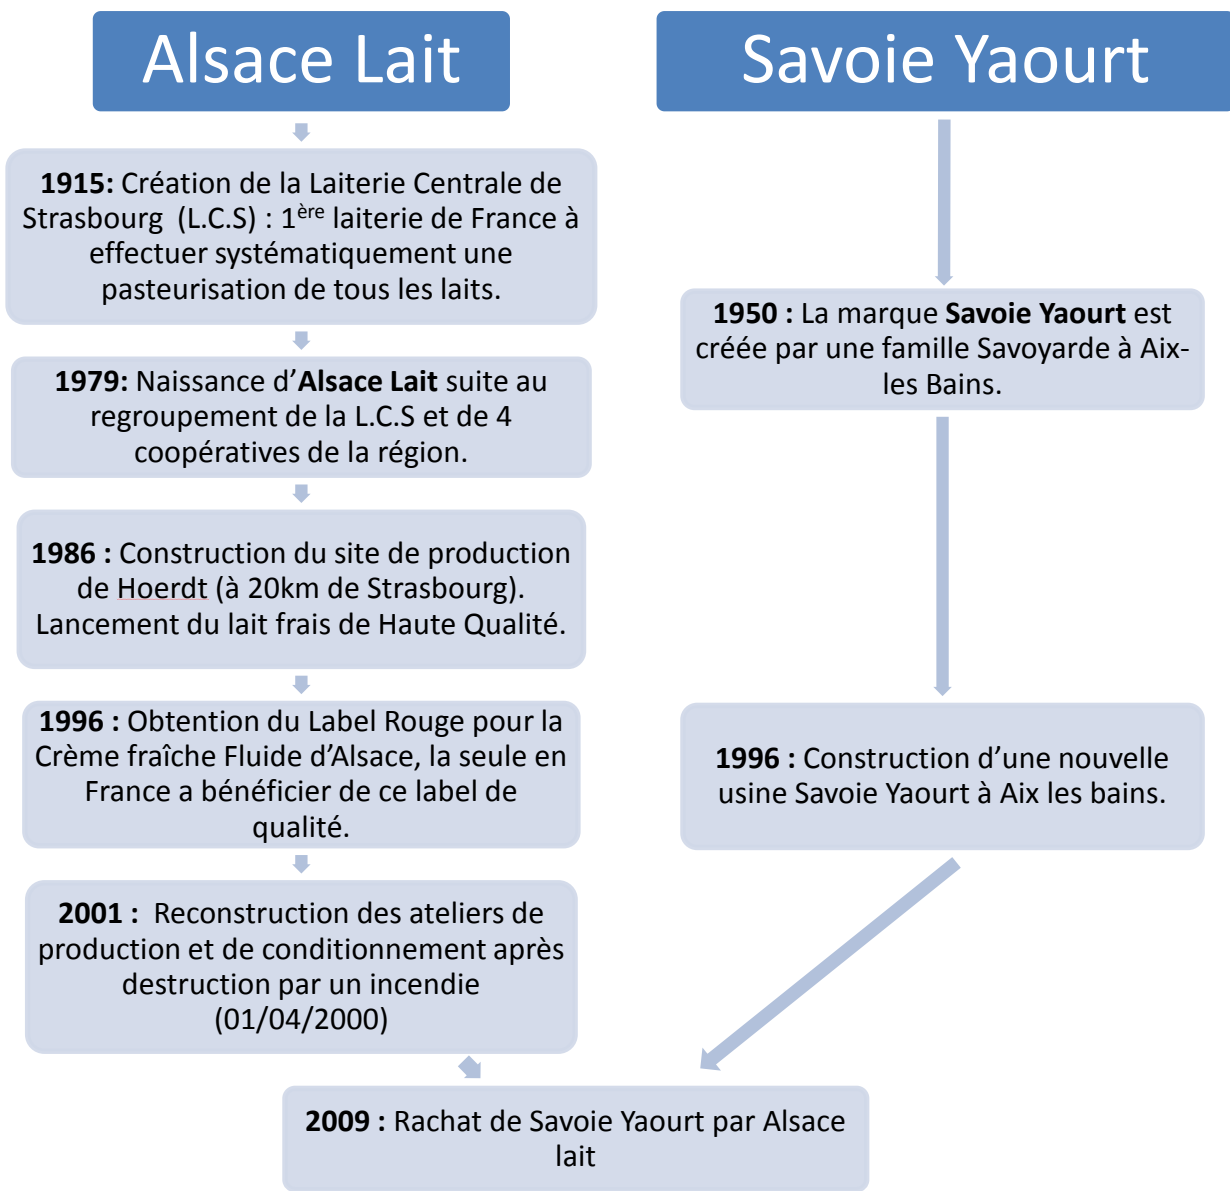 Alsace Lait
1915: Création de la Laiterie Centrale de
Strasbourg (L.C.S) : 1ère laiterie de France à
effectuer systématiquement une
pasteurisation de tous les laits.
1979: Naissance d’Alsace Lait suite au
regroupement de la L.C.S et de 4
coopératives de la région.
1986 : Construction du site de production
de Hoerdt (à 20km de Strasbourg).
Lancement du lait frais de Haute Qualité.
1996 : Obtention du Label Rouge pour la
Crème fraîche Fluide d’Alsace, la seule en
France a bénéficier de ce label de
qualité.
2001 : Reconstruction des ateliers de
production et de conditionnement après
destruction par un incendie
(01/04/2000)
Savoie Yaourt
1950 : La marque Savoie Yaourt est
créée par une famille Savoyarde à Aix-
les Bains.
1996 : Construction d’une nouvelle
usine Savoie Yaourt à Aix les bains.
2009 : Rachat de Savoie Yaourt par Alsace
lait